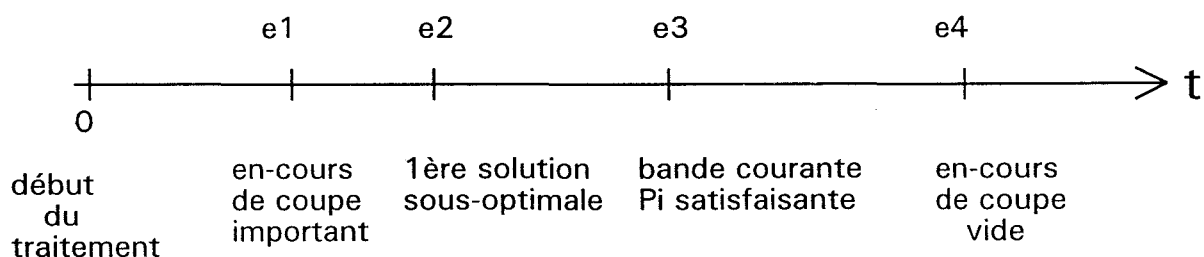 e1 e2 e3 e4
t
0
début
du
traitement
en-cours
de coupe
important
1ère solution
sous-optimale
bande courante
Pi satisfaisante
en-cours
de coupe
vide